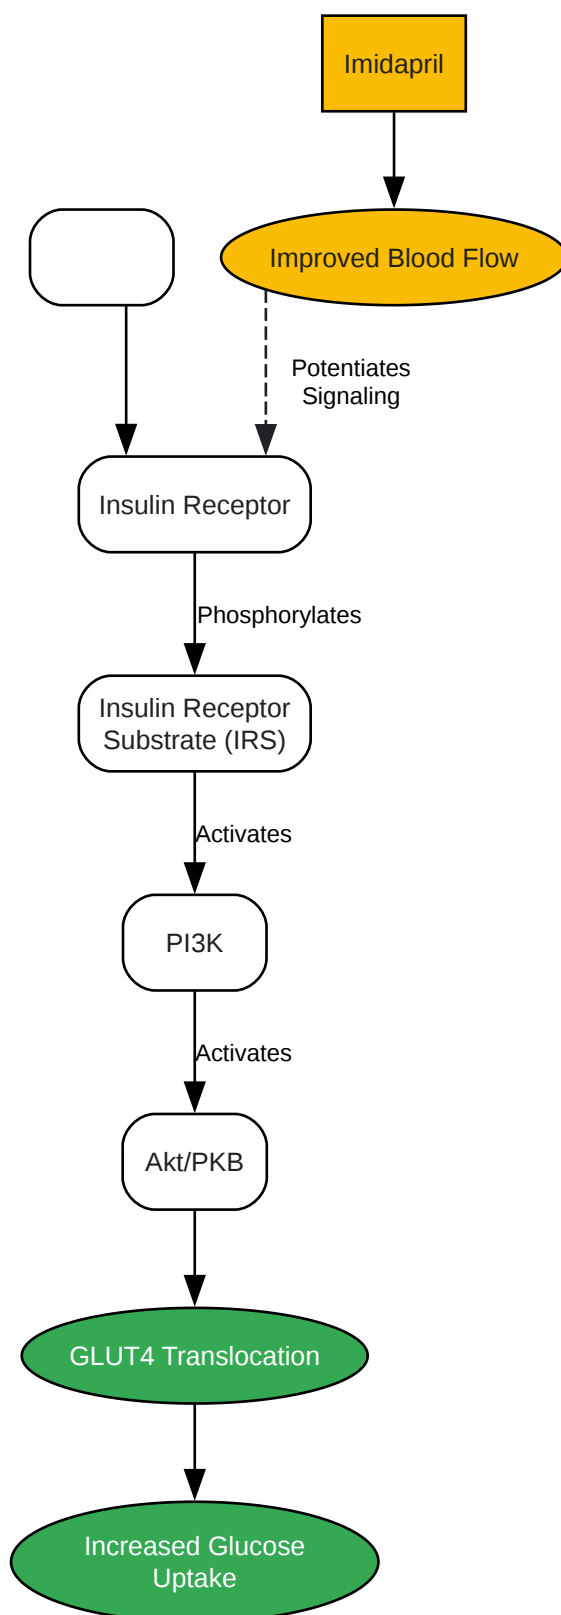 Imidapril
Improved Blood Flow
Potentiates
Signaling
Insulin Receptor
Phosphorylates
Insulin Receptor
Substrate (IRS)
Activates
PI3K
Activates
Akt/PKB
GLUT4 Translocation
Increased Glucose
Uptake